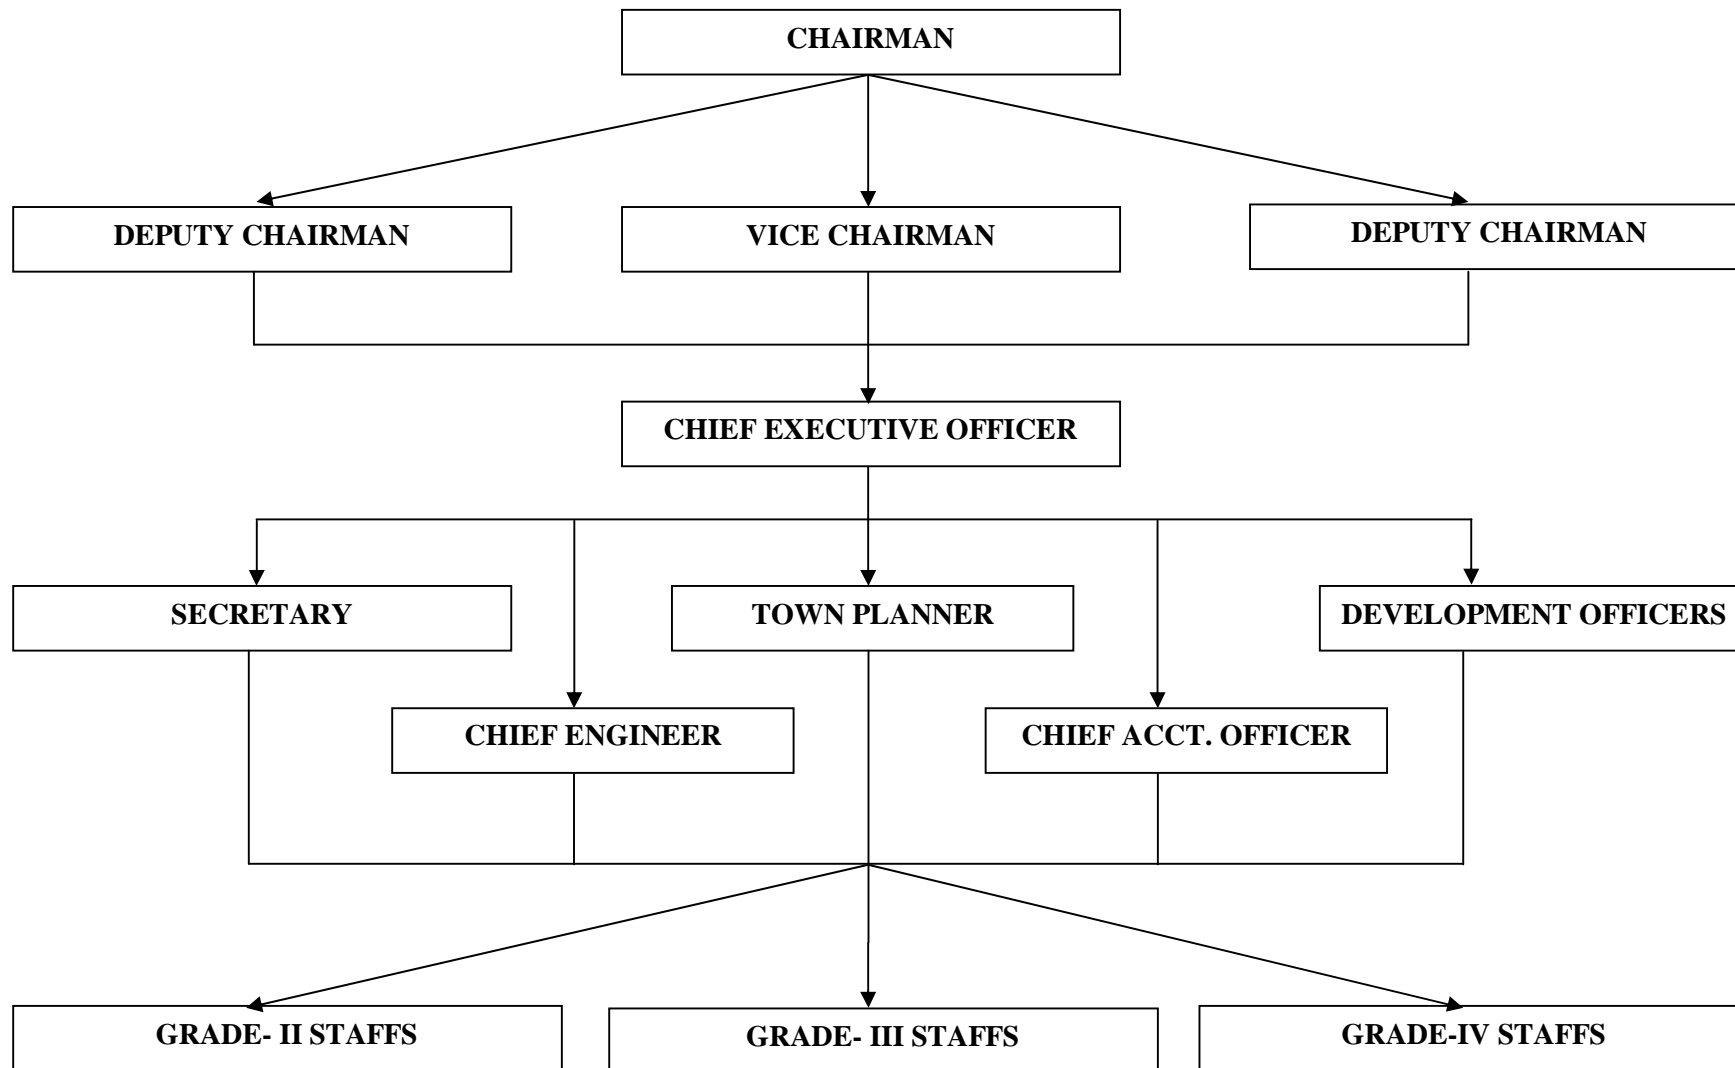 CHAIRMAN
DEPUTY CHAIRMAN
VICE CHAIRMAN
DEPUTY CHAIRMAN
CHIEF EXECUTIVE OFFICER
SECRETARY
TOWN PLANNER
DEVELOPMENT OFFICERS
CHIEF ENGINEER
CHIEF ACCT. OFFICER
GRADE- II STAFFS
GRADE- III STAFFS
GRADE-IV STAFFS